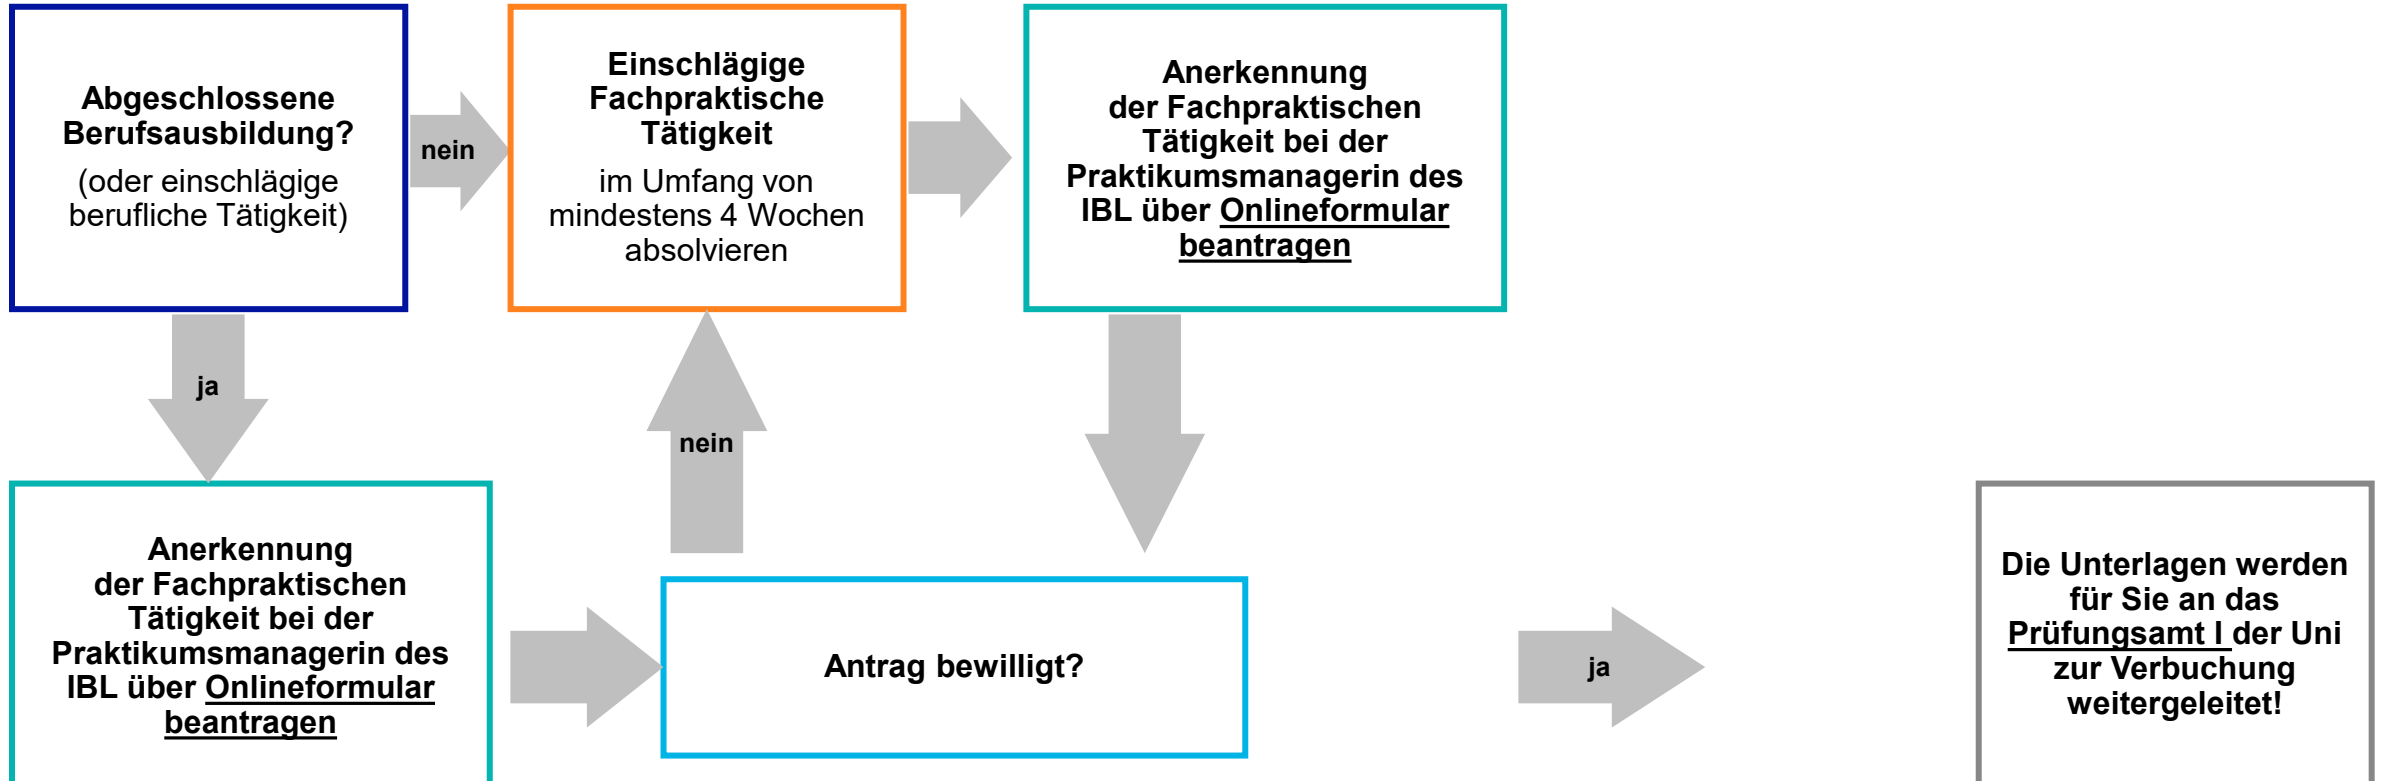 Abgeschlossene
Berufsausbildung?
(oder einschlägige
berufliche Tätigkeit)
nein
Einschlägige
Fachpraktische
Tätigkeit
im Umfang von
mindestens 4 Wochen
absolvieren
Anerkennung
der Fachpraktischen
Tätigkeit bei der
Praktikumsmanagerin des
IBL über Onlineformular
beantragen
ja
nein
Anerkennung
der Fachpraktischen
Tätigkeit bei der
Praktikumsmanagerin des
IBL über Onlineformular
beantragen
Antrag bewilligt?
ja
Die Unterlagen werden
für Sie an das
Prüfungsamt I der Uni
zur Verbuchung
weitergeleitet!